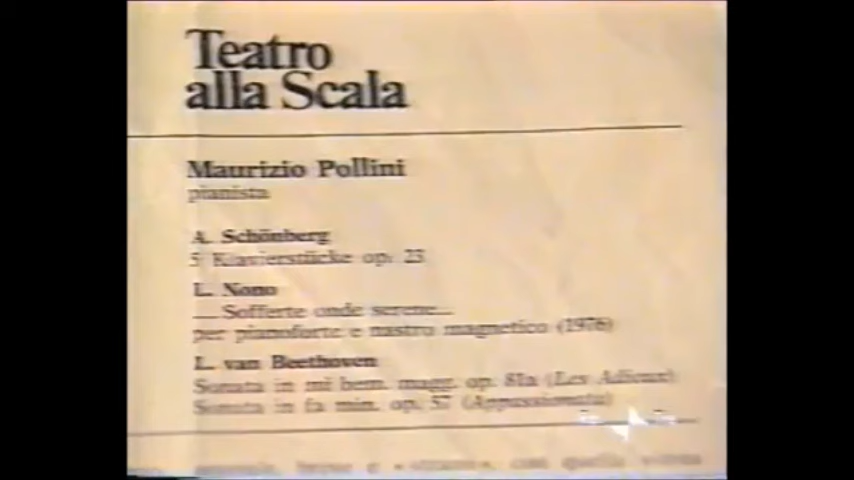 Teatro
alla Scala
Maurizio Pollini
pianista
A. Schönberg
5 Klavierstücke op. 23
L. Nono
.....Sofferte onde serene...
per pianoforte e nastro magnetico (1976)
L. van Beethoven
Sonata in mi bem. magg. op. 81a (Les Adieux)
Sonata in fa min. op. 57 (Appassionata)